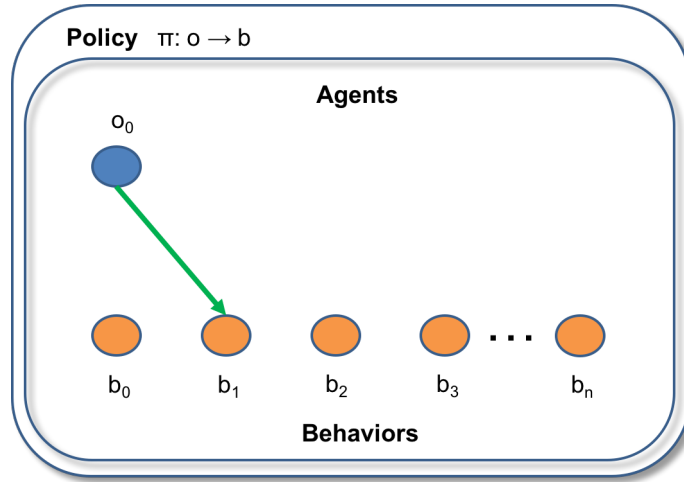 Policy π: o → b
Agents
o₀
...
b₀ b₁ b₂ b₃ bₙ
Behaviors